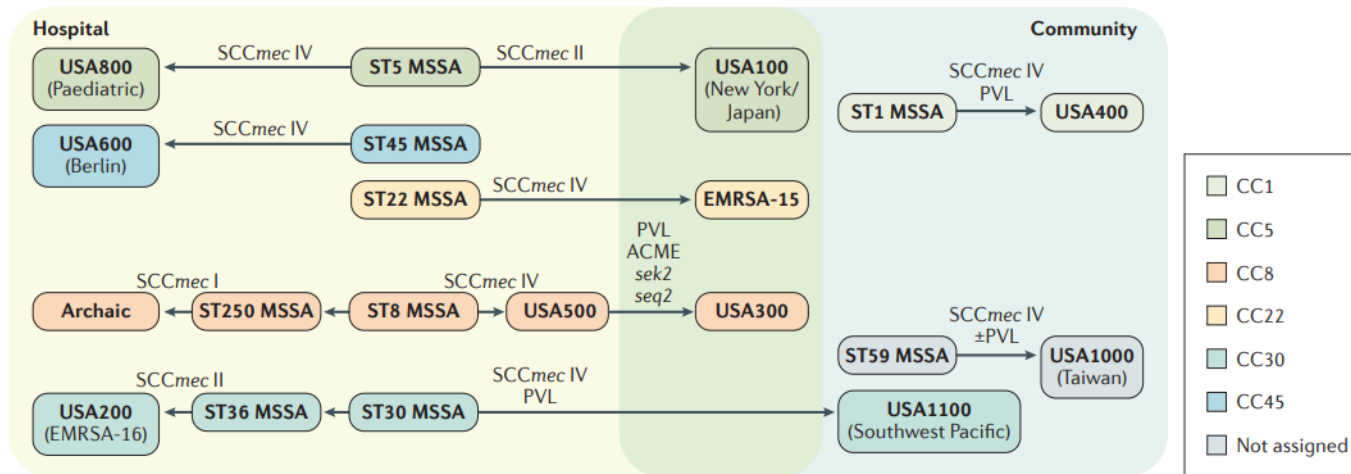 Hospital
Community
USA800
(Paediatric)
SCCmec IV
ST5 MSSA
SCCmec II
USA100
(New York/
Japan)
SCCmec IV
PVL
ST1 MSSA
USA400
USA600
(Berlin)
SCCmec IV
ST45 MSSA
ST22 MSSA
SCCmec IV
EMRSA-15
PVL
ACME
sek2
seq2
Archaic
SCCmec I
ST250 MSSA
ST8 MSSA
SCCmec IV
USA500
USA300
ST59 MSSA
SCCmec IV
±PVL
USA1000
(Taiwan)
USA200
(EMRSA-16)
SCCmec II
ST36 MSSA
ST30 MSSA
SCCmec IV
PVL
USA1100
(Southwest Pacific)
CC1
CC5
CC8
CC22
CC30
CC45
Not assigned